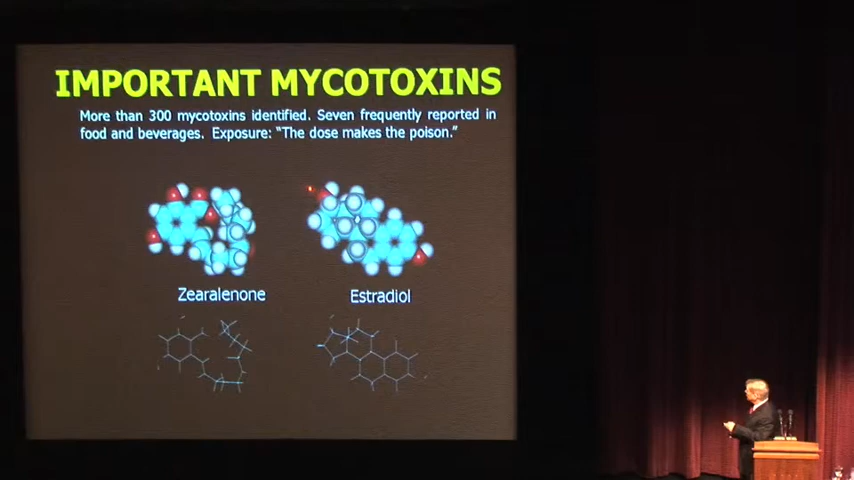 IMPORTANT MYCOTOXINS
More than 300 mycotoxins identified. Seven frequently reported in
food and beverages. Exposure: “The dose makes the poison.”
Zearalenone
Estradiol